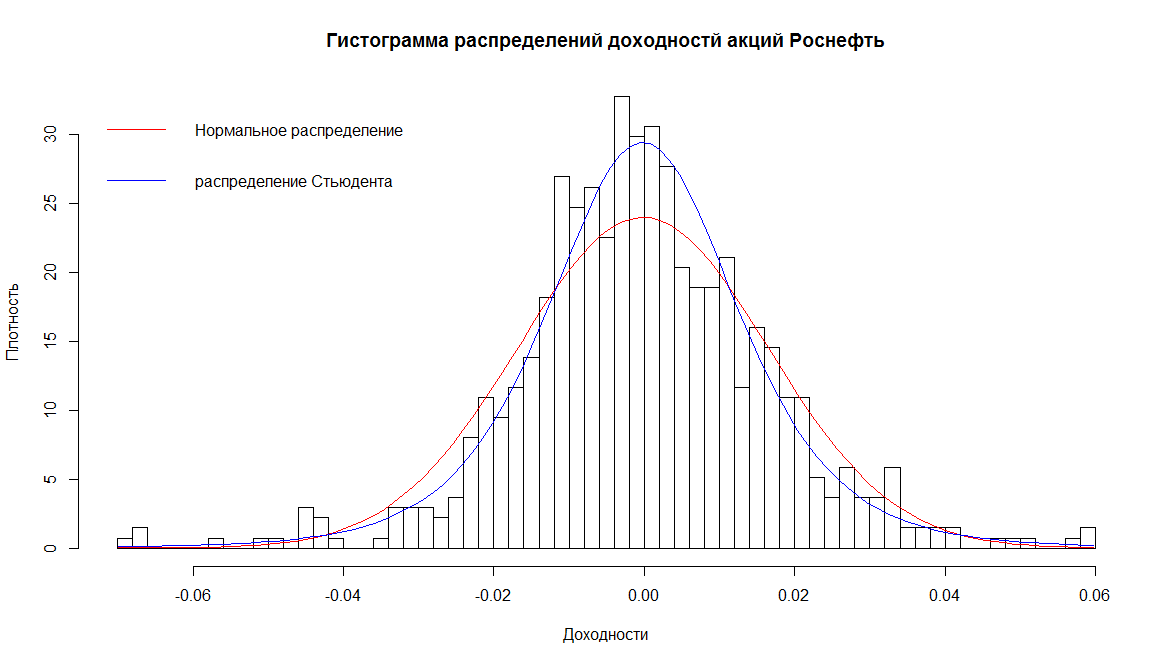 Гистограмма распределений доходностй акций Роснефть
Нормальное распределение
распределение Стьюдента
Плотность
30
25
20
15
10
5
0
-0.06 -0.04 -0.02 0.00 0.02 0.04 0.06
Доходности